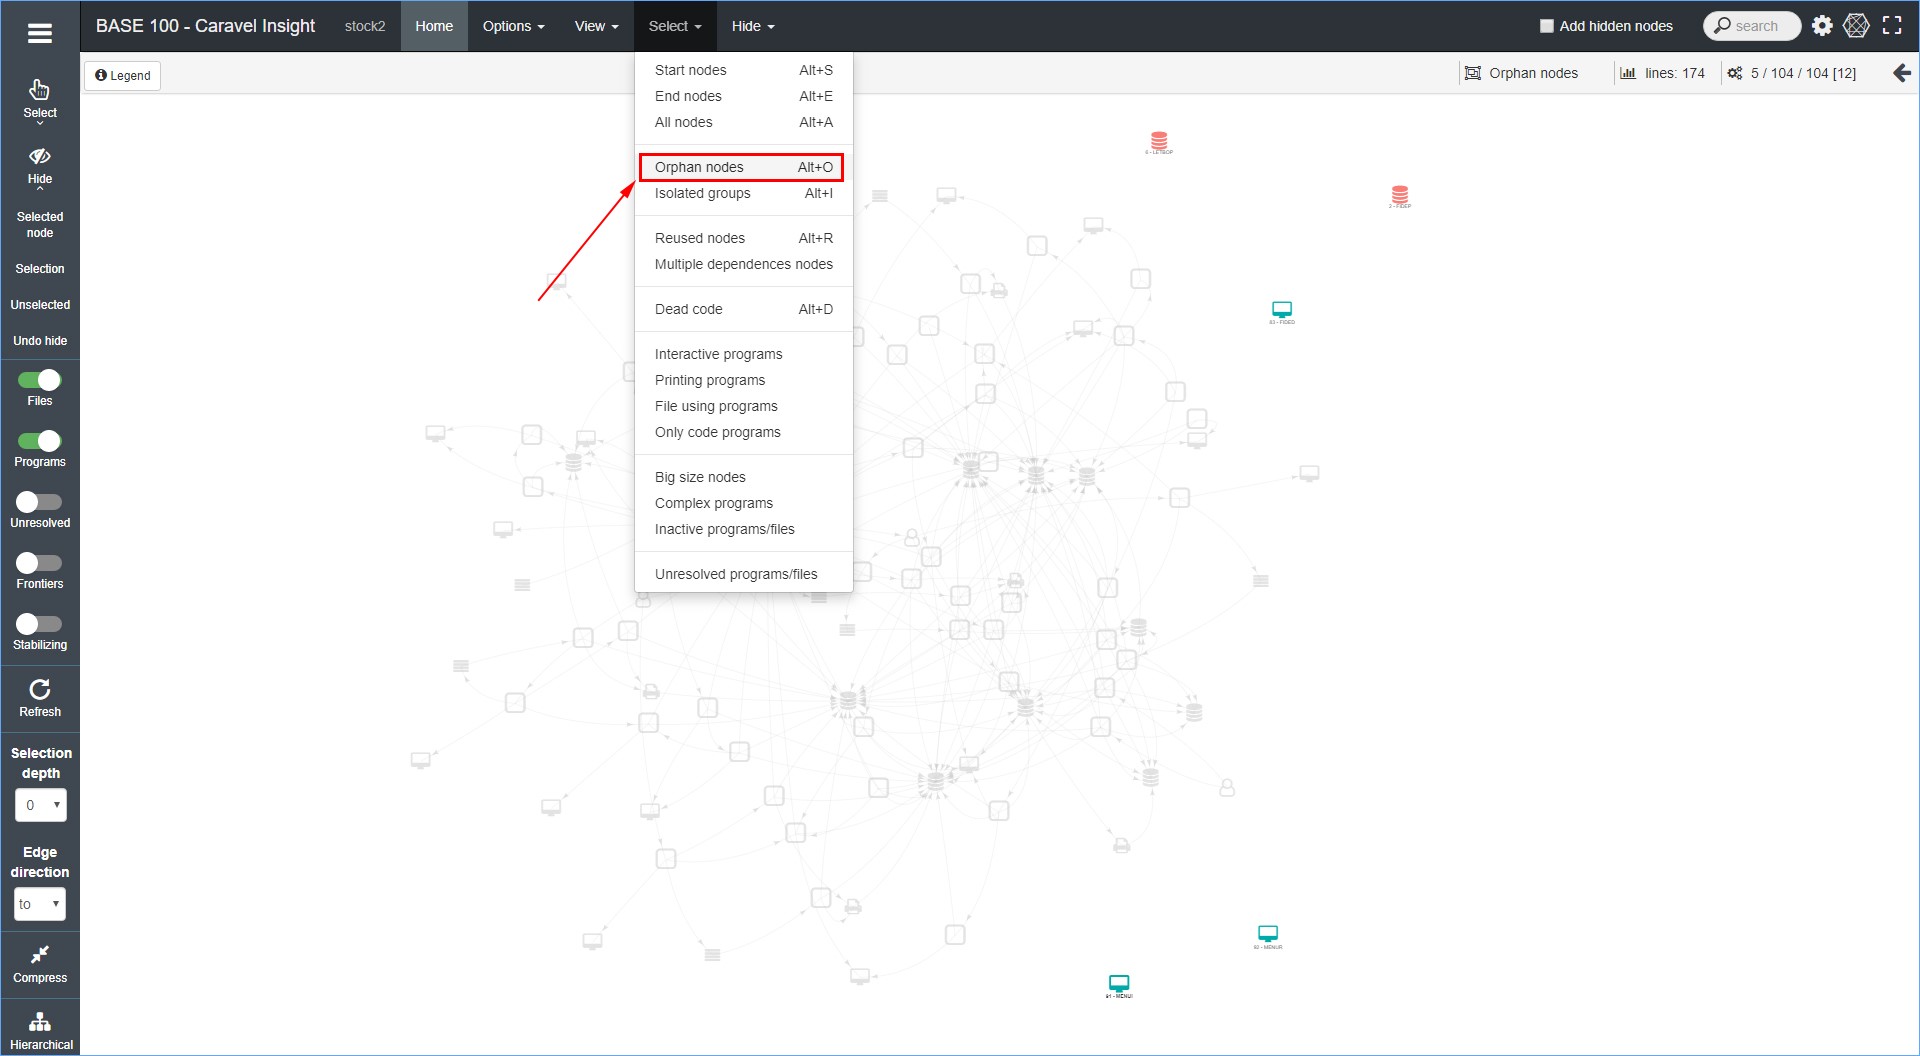 BASE 100 - Caravel Insight
stock2
Home
Options
View
Select
Hide
Add hidden nodes
search
Legend
Orphan nodes
lines: 174
5 / 104 / 104 [12]
Select
Hide
Selected
node
Selection
Unselected
Undo hide
Files
Programs
Unresolved
Frontiers
Stabilizing
Refresh
Selection
depth
0
Edge
direction
to
Compress
Hierarchical
Start nodes Alt+S
End nodes Alt+E
All nodes Alt+A
Orphan nodes Alt+O
Isolated groups Alt+I
Reused nodes Alt+R
Multiple dependences nodes
Dead code Alt+D
Interactive programs
Printing programs
File using programs
Only code programs
Big size nodes
Complex programs
Inactive programs/files
Unresolved programs/files